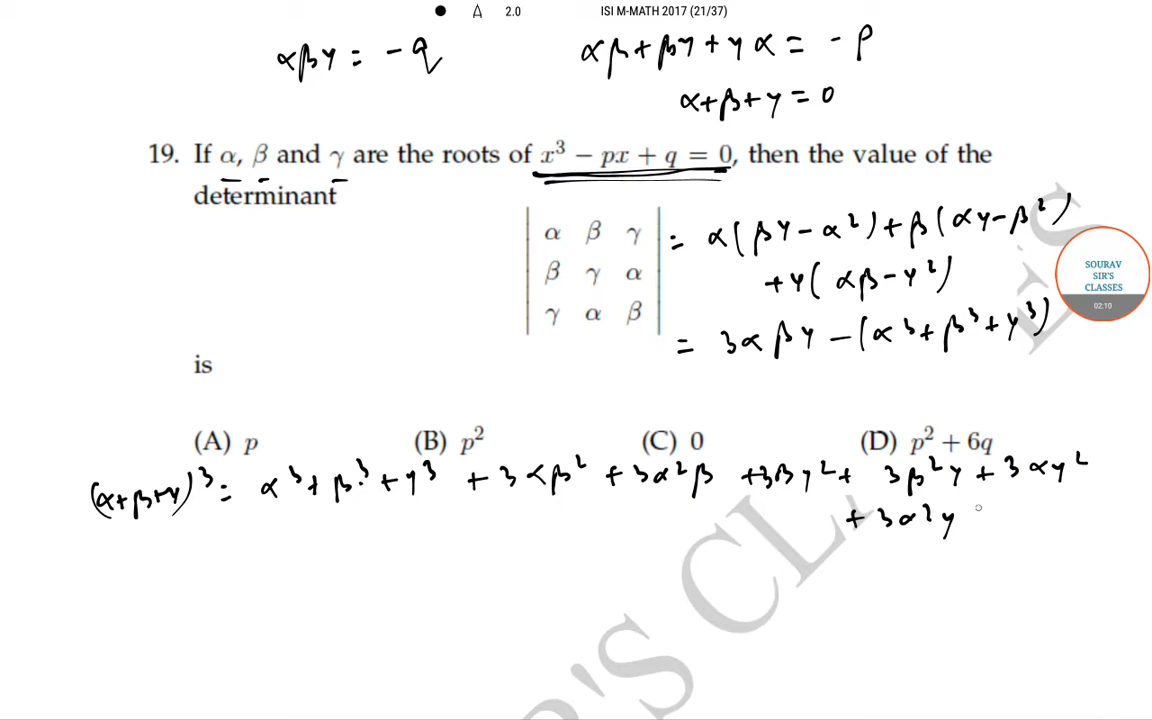 A 2.0 ISI M-MATH 2017 (21/37)
αβγ = -q αβ + βγ + γα = -p
α+β+γ = 0
19. If α, β and γ are the roots of x³ − px + q = 0, then the value of the
determinant
| α β γ | = α(βγ - α²) + β(αγ - β²)
| β γ α | + γ(αβ - γ²)
| γ α β | = 3αβγ - (α³ + β³ + γ³)
SOURAV
SIR'S
CLASSES
02:10
is
(A) p (B) p² (C) 0 (D) p² + 6q
(α+β+γ)³ = α³ + β³ + γ³ + 3αβ² + 3α²β + 3βγ² + 3β²γ + 3αγ²
+ 3α²γ
R'S CL